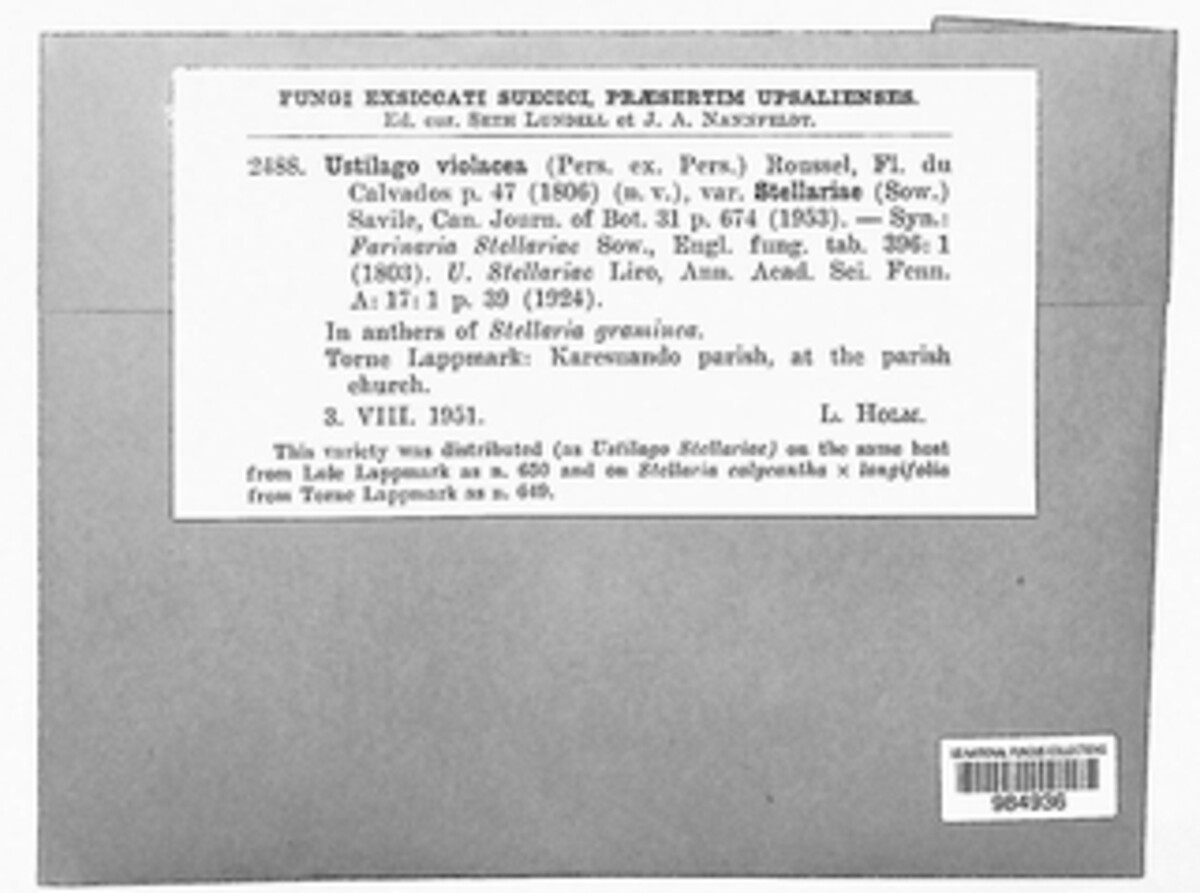 FUNGI EXSICCATI SUECICI, PRÆSERTIM UPSALIENSES.
Ed. cur. SETH LUNDELL et J. A. NANNFELDT.
2488. Ustilago violacea (Pers. ex. Pers.) Roussel, Fl. du
Calvados p. 47 (1806) (n. v.), var. Stellariae (Sow.)
Savile, Can. Journ. of Bot. 31 p. 674 (1953). — Syn.:
Farinaria Stellariae Sow., Engl. fung. tab. 396: 1
(1803). U. Stellariae Liro, Ann. Acad. Sci. Fenn.
A: 17: 1 p. 39 (1924).
In anthers of Stellaria graminea.
Torne Lappmark: Karesuando parish, at the parish
church.
3. VIII. 1951. L. HOLM.
This variety was distributed (as Ustilago Stellariae) on the same host
from Lule Lappmark as n. 650 and on Stellaria calycantha × longifolia
from Torne Lappmark as n. 649.
US NATIONAL FUNGUS COLLECTIONS
984936